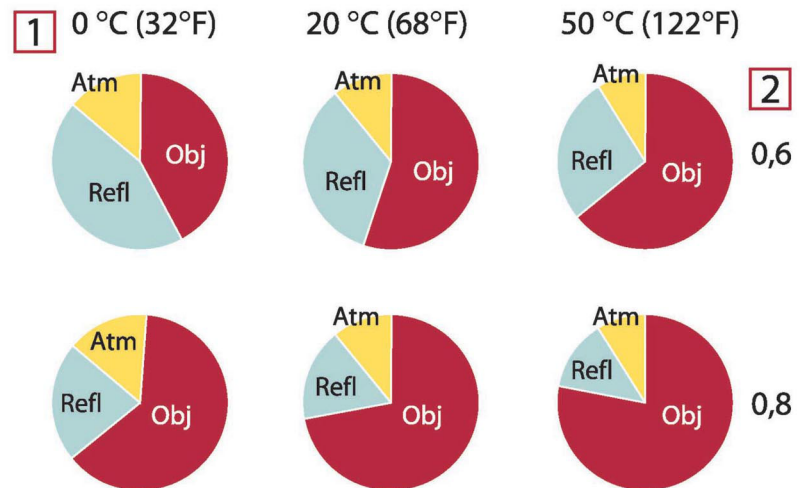 1 0 °C (32°F) 20 °C (68°F) 50 °C (122°F)
2
Atm Obj Refl
Atm Obj Refl
Atm Obj Refl
0,6
Atm Refl Obj
Atm Refl Obj
Atm Refl Obj
0,8